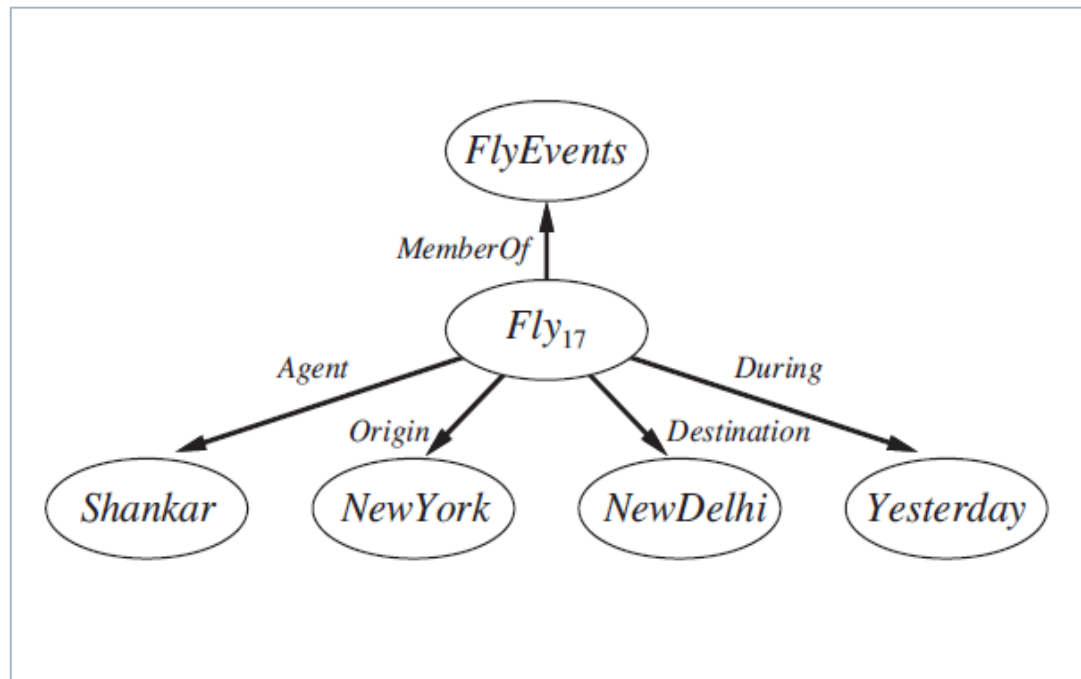 FlyEvents
MemberOf
Fly₁₇
Agent
During
Origin
Destination
Shankar
NewYork
NewDelhi
Yesterday